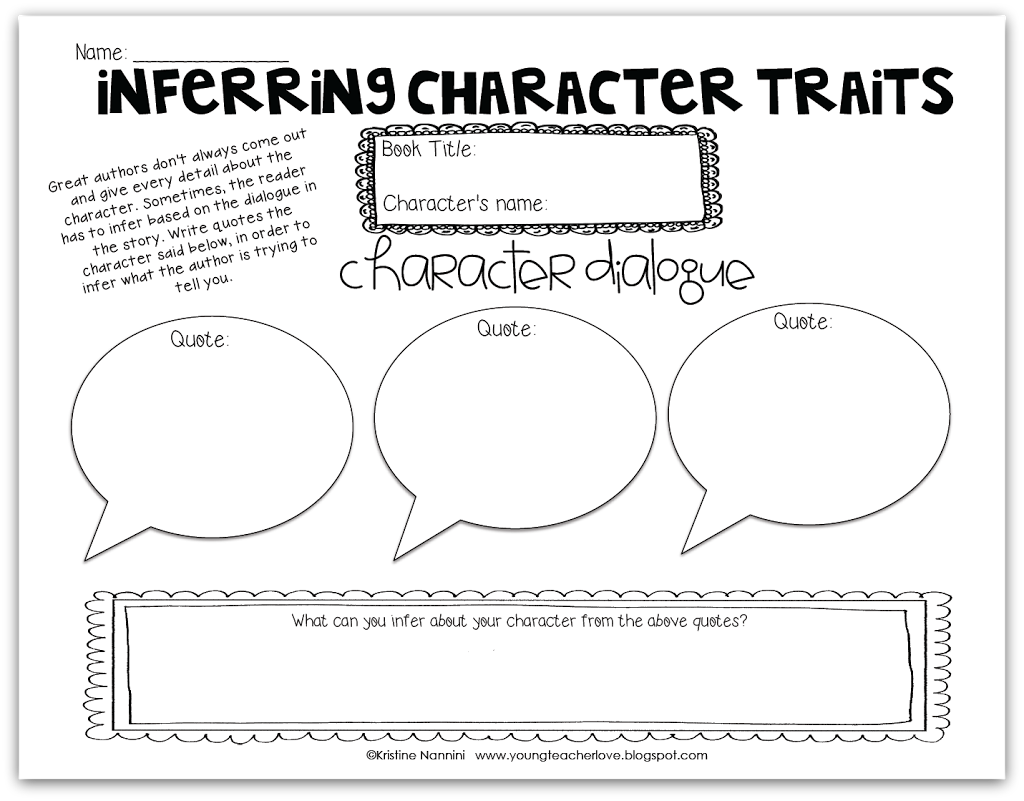 Name: _______________
INFERRING CHARACTER TRAITS
Great authors don't always come out
and give every detail about the
character. Sometimes, the reader
has to infer based on the dialogue in
the story. Write quotes the
character said below, in order to
infer what the author is trying to
tell you.
Book Title:
Character's name:
character dialogue
Quote:
Quote:
Quote:
What can you infer about your character from the above quotes?
©Kristine Nannini www.youngteacherlove.blogspot.com